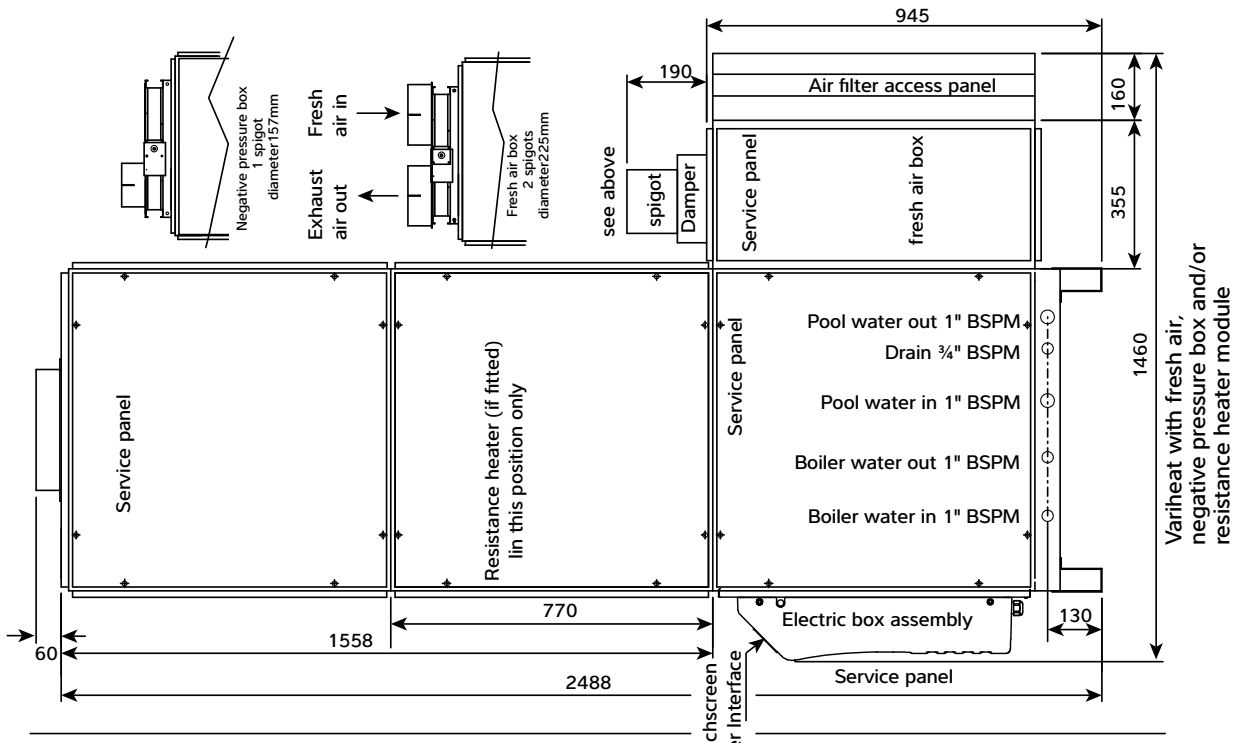 945
190
Air filter access panel
160
Negative pressure box
1 spigot
diameter157mm
Fresh
air in
Exhaust
air out
Fresh air box
2 spigots
diameter225mm
see above
spigot
Damper
Service panel
fresh air box
355
Service panel
Resistance heater (if fitted)
lin this position only
Service panel
Pool water out 1" BSPM
Drain ¾" BSPM
Pool water in 1" BSPM
Boiler water out 1" BSPM
Boiler water in 1" BSPM
1460
Variheat with fresh air,
negative pressure box and/or
resistance heater module
Electric box assembly
130
770
1558
60
Service panel
2488
chscreen
er Interface